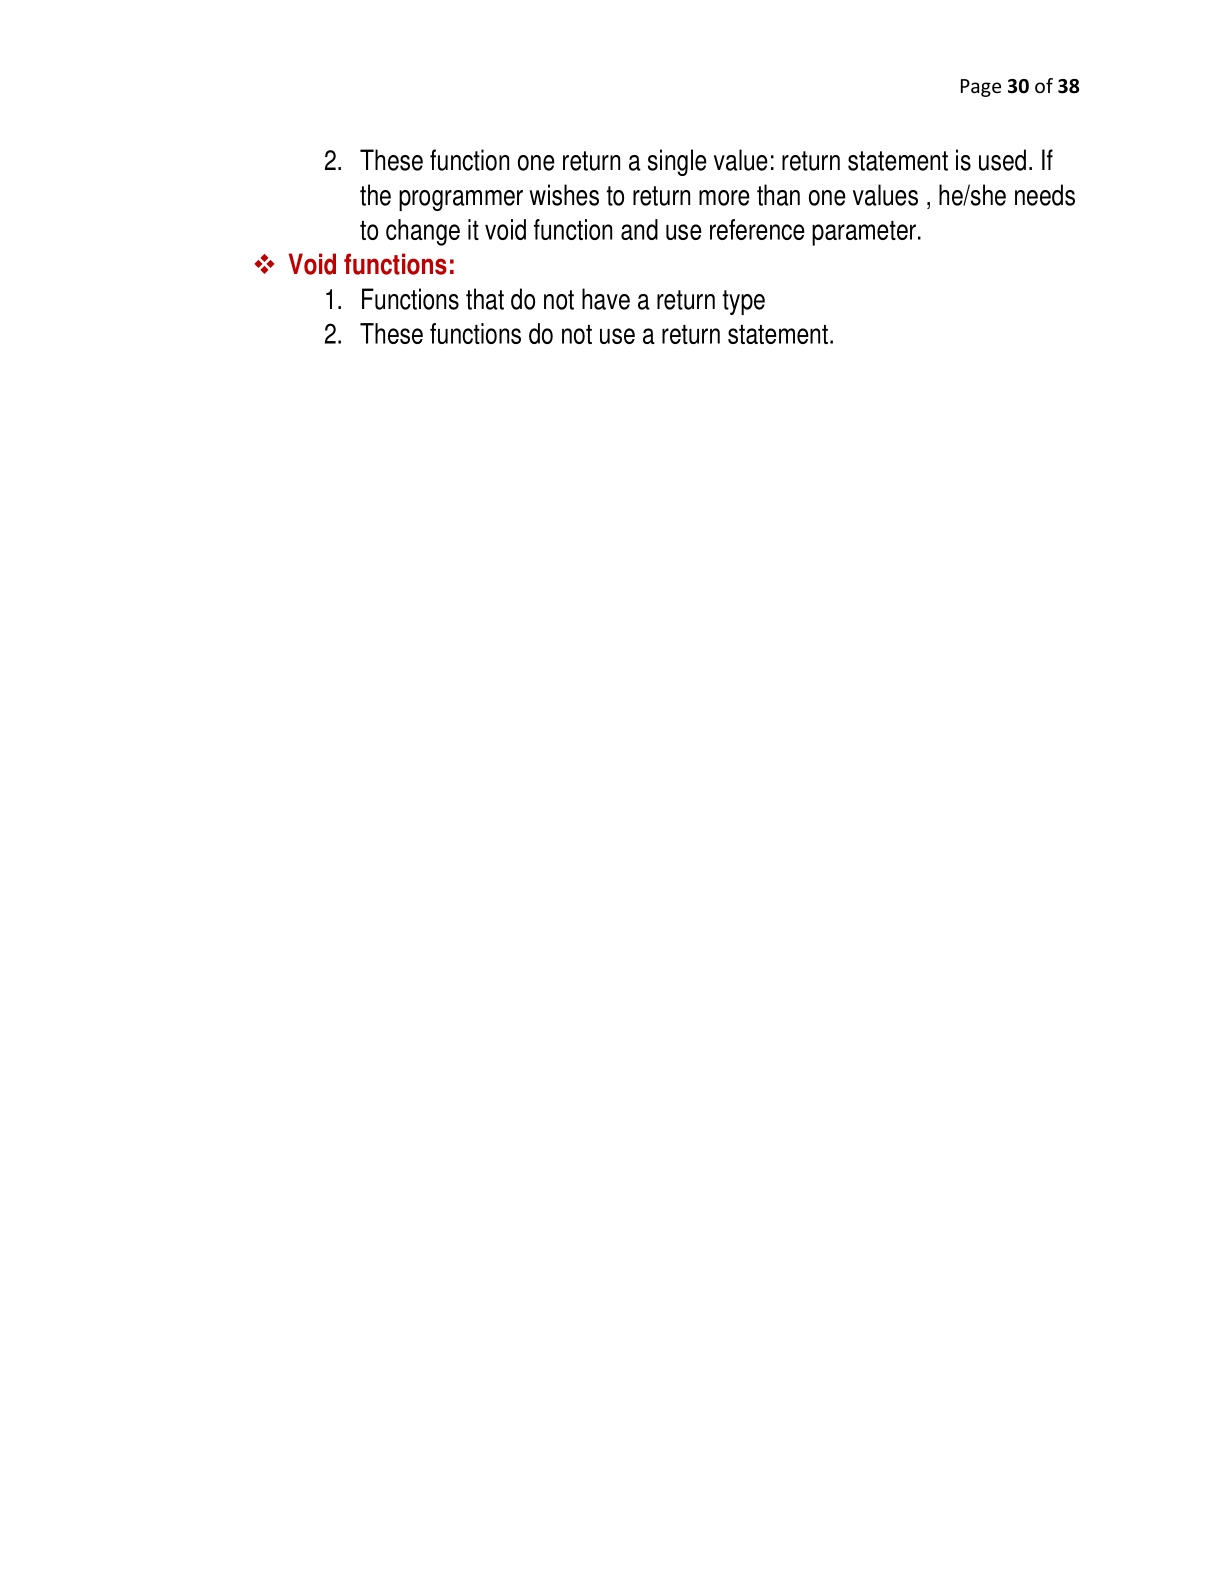 Page 30 of 38
2. These function one return a single value: return statement is used. If
the programmer wishes to return more than one values , he/she needs
to change it void function and use reference parameter.
❖ Void functions:
1. Functions that do not have a return type
2. These functions do not use a return statement.